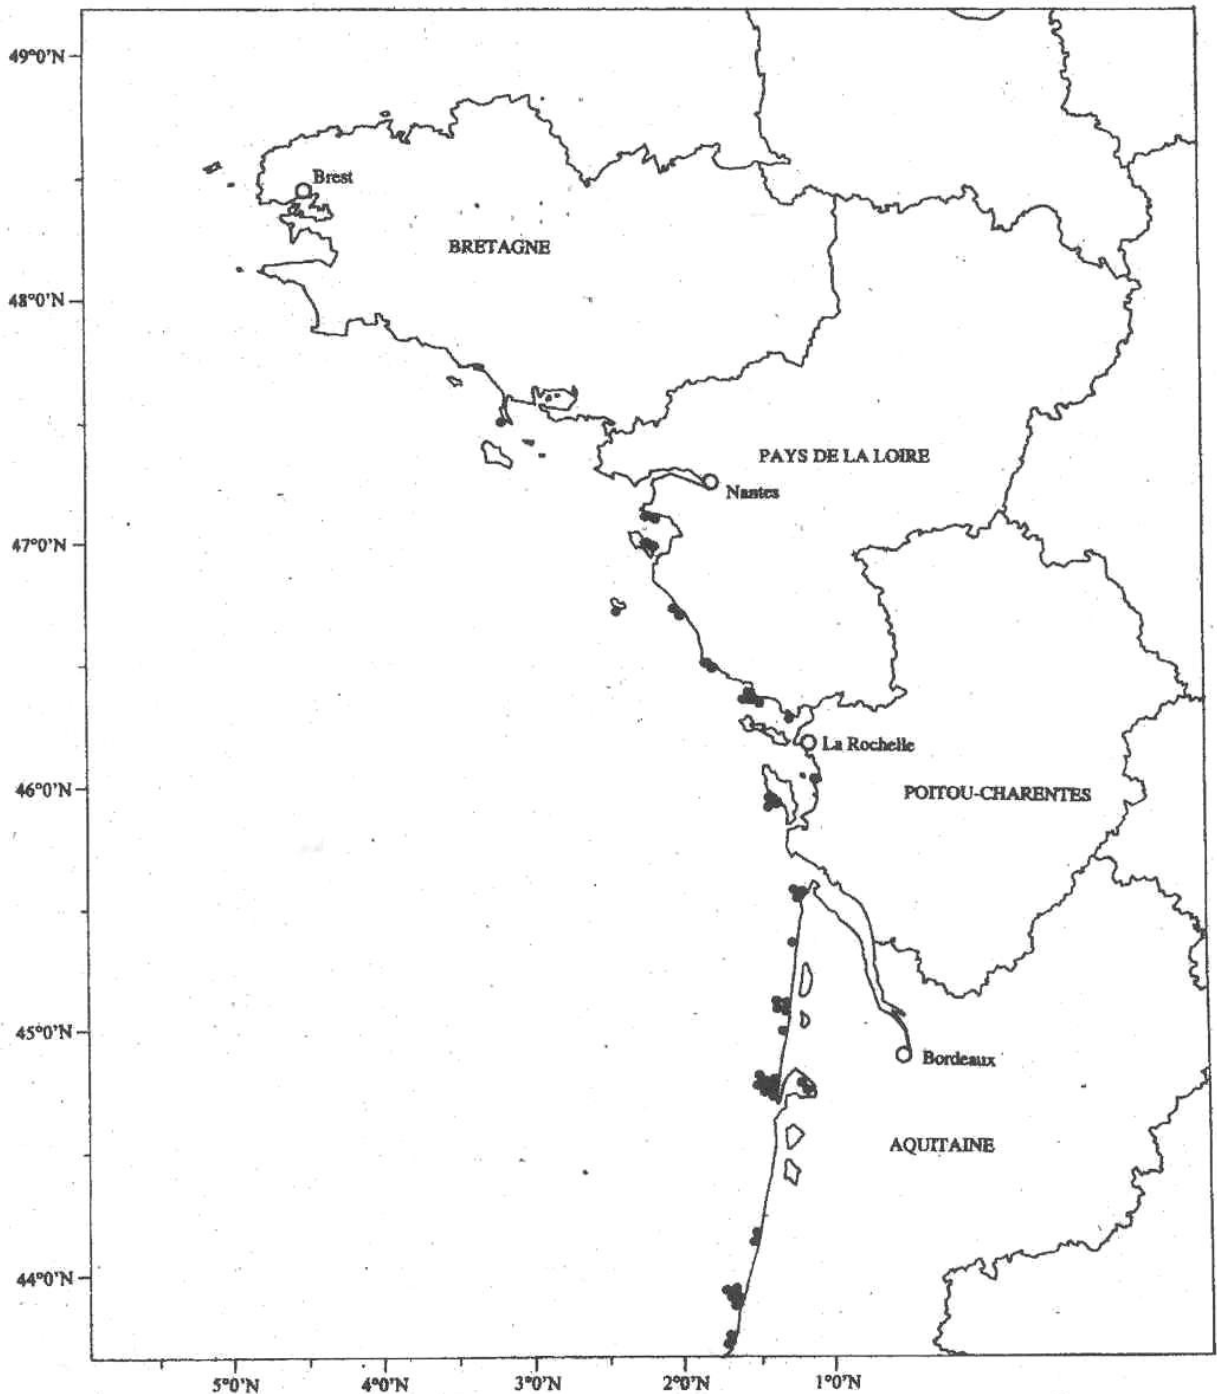 49°0'N
Brest
BRETAGNE
48°0'N
PAYS DE LA LOIRE
Nantes
47°0'N
La Rochelle
46°0'N
POITOU-CHARENTES
45°0'N
Bordeaux
AQUITAINE
44°0'N
5°0'N 4°0'N 3°0'N 2°0'N 1°0'N